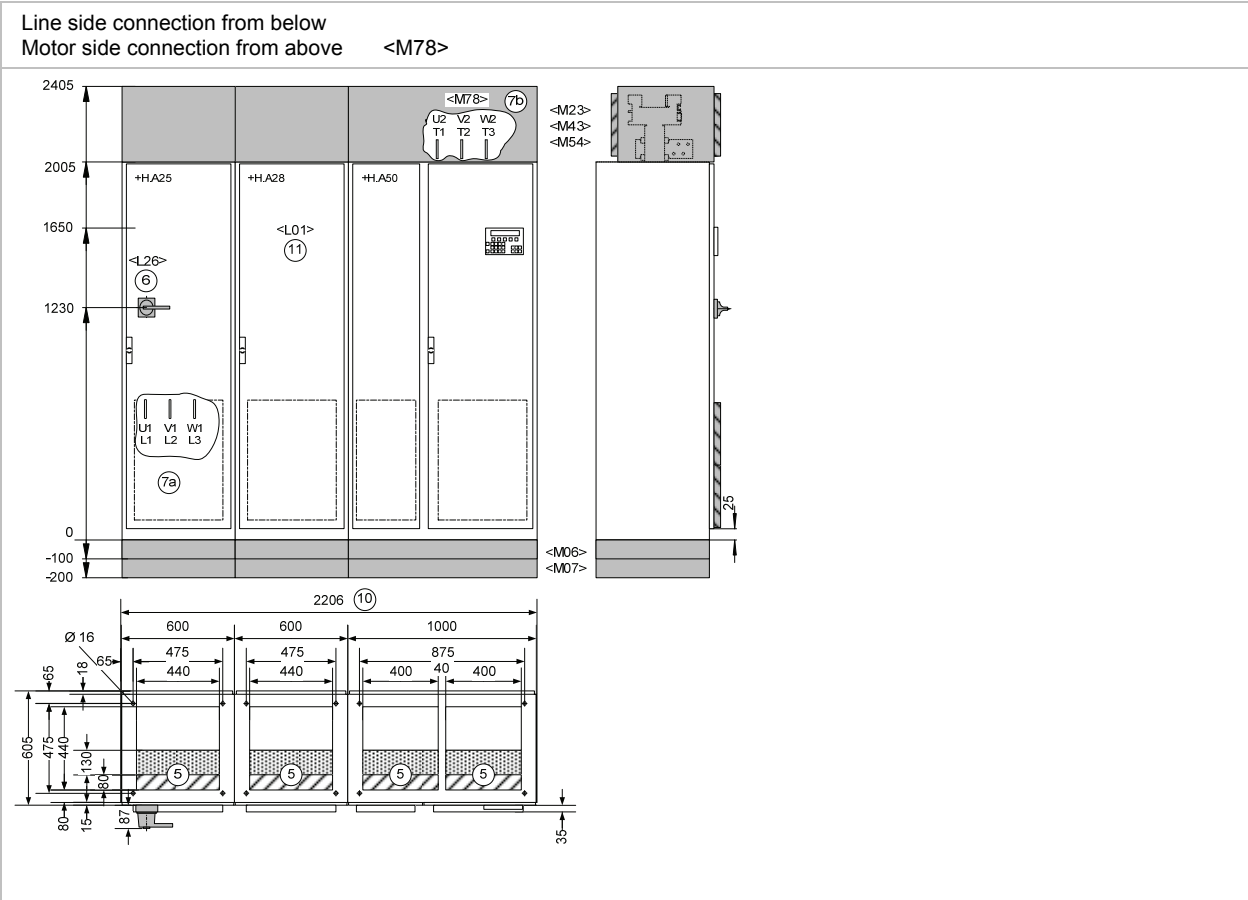 Line side connection from below
Motor side connection from above <M78>
2405
<M78> 7b
U2 V2 W2
T1 T2 T3
<M23>
<M43>
<M54>
2005
+H.A25 +H.A28 +H.A50
1650
<L01>
11
<L26>
6
1230
U1 V1 W1
L1 L2 L3
7a
25
0
-100
-200
<M06>
<M07>
2206 10
600 600 1000
Ø 16
65 475 475 875
440 440 400 40 400
65 18
605 475 440 130 80
5 5 5 5
80 15 87
35